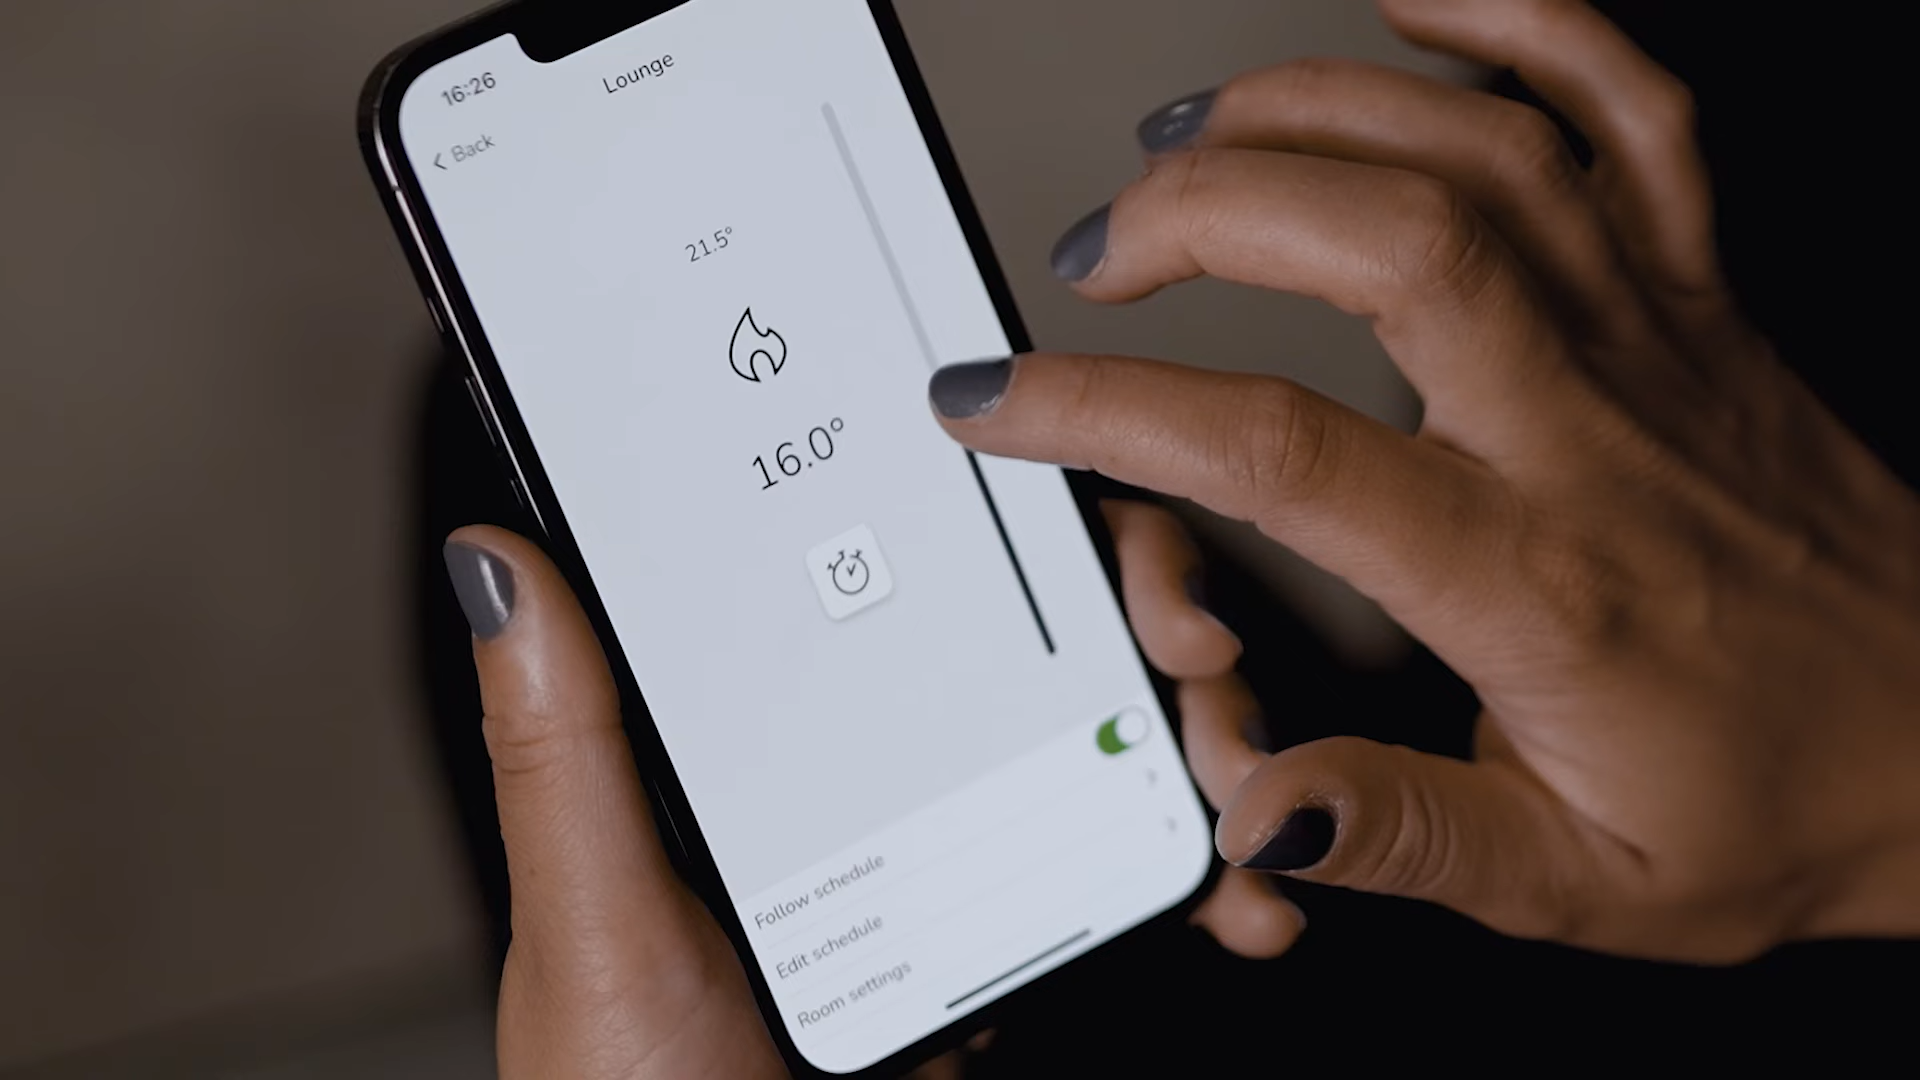 16:26
Lounge
Back
21.5°
16.0°
Follow schedule
Edit schedule
Room settings